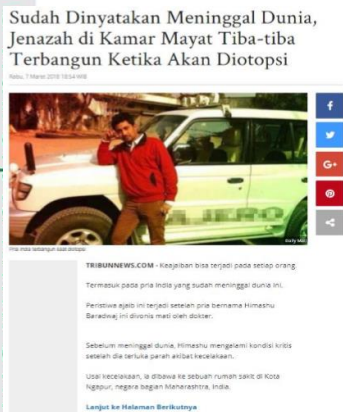 Sudah Dinyatakan Meninggal Dunia,
Jenazah di Kamar Mayat Tiba-tiba
Terbangun Ketika Akan Diotopsi
Rabu, 7 Maret 2018 18:54 WIB
f
G+
Daily Mail
Pria India terbangun saat diotopsi
TRIBUNNEWS.COM - Keajaiban bisa terjadi pada setiap orang.
Termasuk pada pria India yang sudah meninggal dunia ini.
Peristiwa ajaib ini terjadi setelah pria bernama Himashu
Baradwaj ini divonis mati oleh dokter.
Sebelum meninggal dunia, Himashu mengalami kondisi kritis
setelah dia terluka parah akibat kecelakaan.
Usai kecelakaan, ia dibawa ke sebuah rumah sakit di Kota
Ngapur, negara bagian Maharashtra, India.
Lanjut ke Halaman Berikutnya